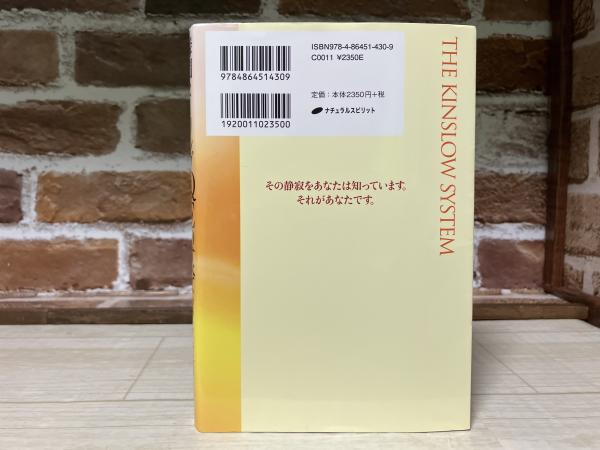 ISBN978-4-86451-430-9
C0011 ¥2350E
9784864514309
定価：本体2350円+税
1920011023500
ナチュラルスピリット
THE KINSLOW SYSTEM
その静寂をあなたは知っています。
それがあなたです。